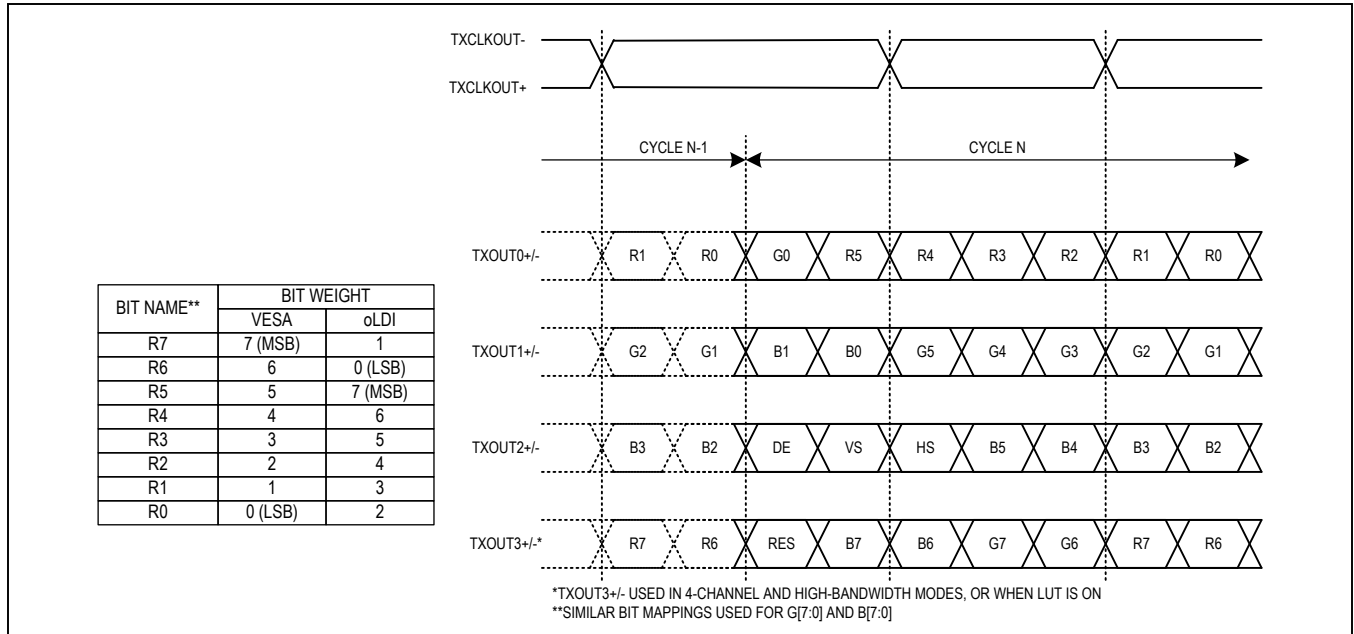 TXCLKOUT-
TXCLKOUT+
CYCLE N-1 CYCLE N
TXOUT0+/- R1 R0 G0 R5 R4 R3 R2 R1 R0
TXOUT1+/- G2 G1 B1 B0 G5 G4 G3 G2 G1
TXOUT2+/- B3 B2 DE VS HS B5 B4 B3 B2
TXOUT3+/-* R7 R6 RES B7 B6 G7 G6 R7 R6
BIT NAME** BIT WEIGHT
VESA oLDI
R7 7 (MSB) 1
R6 6 0 (LSB)
R5 5 7 (MSB)
R4 4 6
R3 3 5
R2 2 4
R1 1 3
R0 0 (LSB) 2
*TXOUT3+/- USED IN 4-CHANNEL AND HIGH-BANDWIDTH MODES, OR WHEN LUT IS ON
**SIMILAR BIT MAPPINGS USED FOR G[7:0] AND B[7:0]